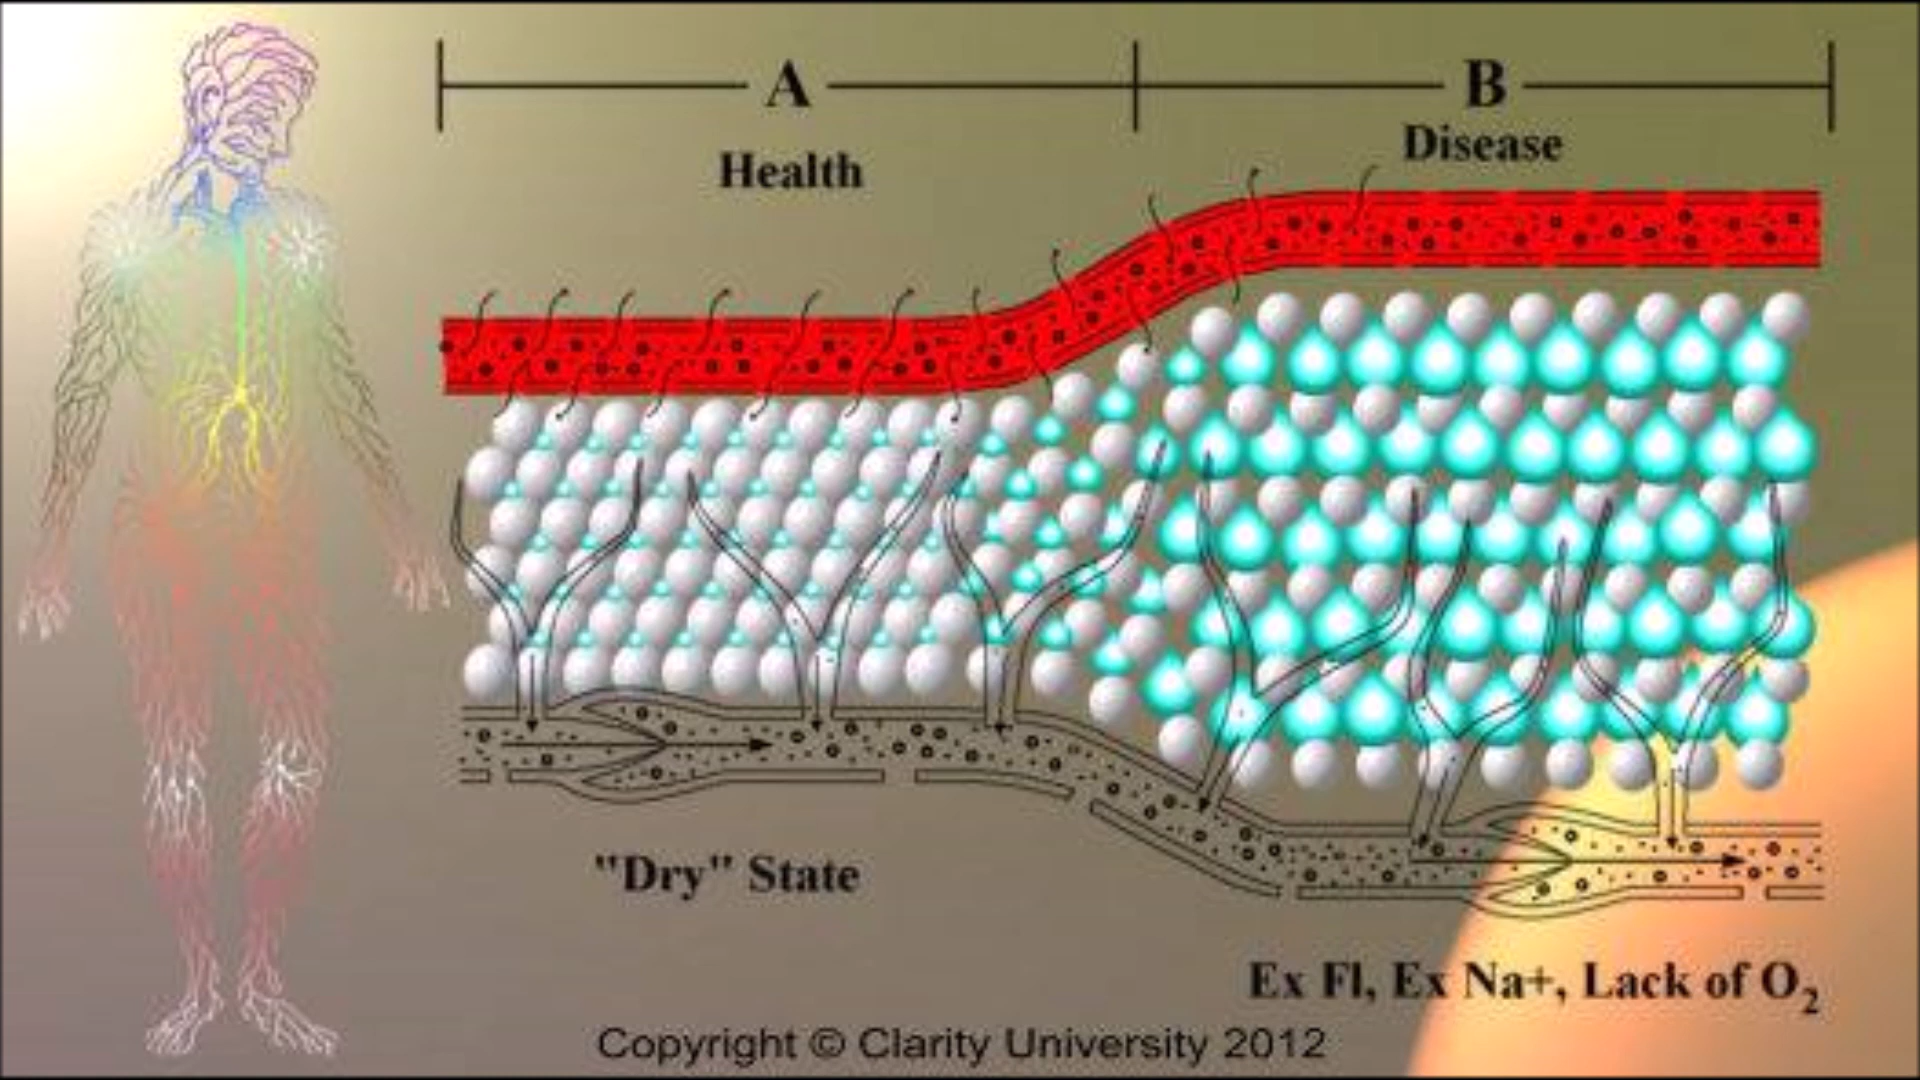 A
B
Health
Disease
"Dry" State
Ex Fl, Ex Na+, Lack of O₂
Copyright © Clarity University 2012